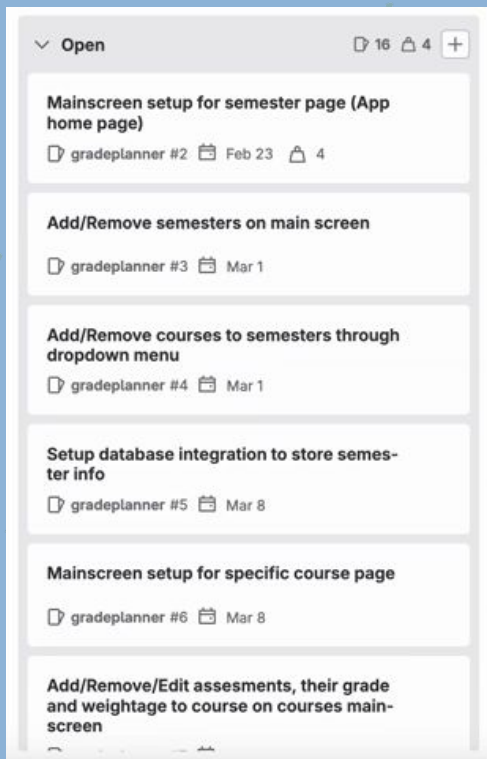 Open 16 4
Mainscreen setup for semester page (App
home page)
gradeplanner #2 Feb 23 4
Add/Remove semesters on main screen
gradeplanner #3 Mar 1
Add/Remove courses to semesters through
dropdown menu
gradeplanner #4 Mar 1
Setup database integration to store semes-
ter info
gradeplanner #5 Mar 8
Mainscreen setup for specific course page
gradeplanner #6 Mar 8
Add/Remove/Edit assesments, their grade
and weightage to course on courses main-
screen